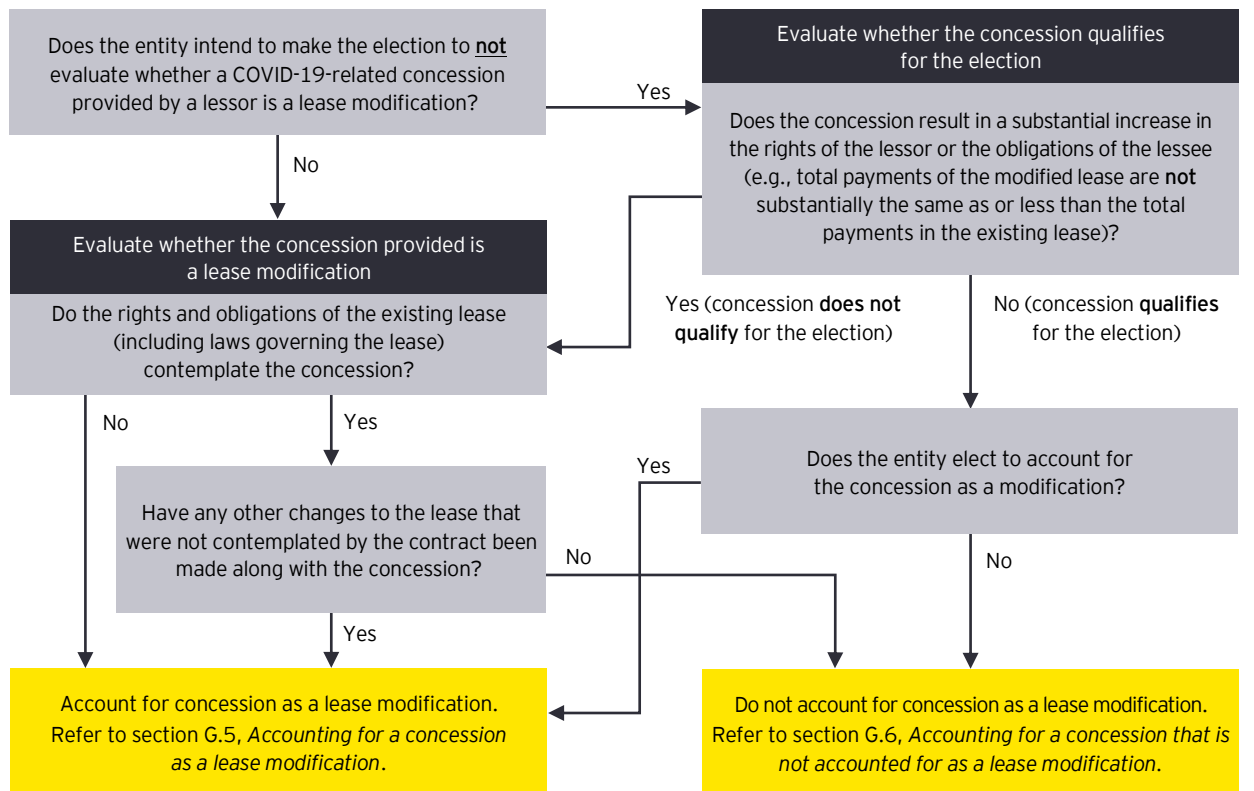 Does the entity intend to make the election to not
evaluate whether a COVID-19-related concession
provided by a lessor is a lease modification?
Yes
Evaluate whether the concession qualifies
for the election
Does the concession result in a substantial increase in
the rights of the lessor or the obligations of the lessee
(e.g., total payments of the modified lease are not
substantially the same as or less than the total
payments in the existing lease)?
No
Evaluate whether the concession provided is
a lease modification
Do the rights and obligations of the existing lease
(including laws governing the lease)
contemplate the concession?
Yes (concession does not
qualify for the election)
No (concession qualifies
for the election)
No
Yes
Have any other changes to the lease that
were not contemplated by the contract been
made along with the concession?
Yes
Does the entity elect to account for
the concession as a modification?
No
No
Yes
Account for concession as a lease modification.
Refer to section G.5, Accounting for a concession
as a lease modification.
Do not account for concession as a lease modification.
Refer to section G.6, Accounting for a concession that is
not accounted for as a lease modification.